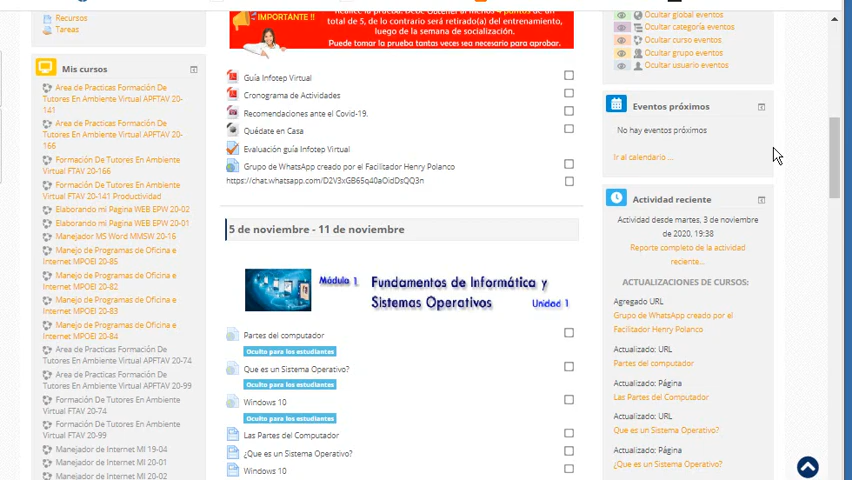 Recursos
Tareas
Mis cursos
Area de Practicas Formación De
Tutores En Ambiente Virtual APFTAV 20-
141
Area de Practicas Formación De
Tutores En Ambiente Virtual APFTAV 20-
166
Formación De Tutores En Ambiente
Virtual FTAV 20-166
Formación De Tutores En Ambiente
Virtual FTAV 20-141 Productividad
Elaborando mi Pagina WEB EPW 20-02
Elaborando mi Pagina WEB EPW 20-01
Manejador MS Word MMSW 20-16
Manejo de Programas de Oficina e
Internet MPOEI 20-85
Manejo de Programas de Oficina e
Internet MPOEI 20-82
Manejo de Programas de Oficina e
Internet MPOEI 20-83
Manejo de Programas de Oficina e
Internet MPOEI 20-84
Area de Practicas Formación De
Tutores En Ambiente Virtual APFTAV 20-74
Area de Practicas Formación De
Tutores En Ambiente Virtual APFTAV 20-99
Formación De Tutores En Ambiente
Virtual FTAV 20-74
Formación De Tutores En Ambiente
Virtual FTAV 20-99
Manejador de Internet MI 19-04
Manejador de Internet MI 20-01
Manejador de Internet MI 20-02
IMPORTANTE !!
total de 5, de lo contrario será retirado(a) del entrenamiento,
luego de la semana de socialización.
Puede tomar la prueba tantas veces sea necesario para aprobar.
Guía Infotep Virtual
Cronograma de Actividades
Recomendaciones ante el Covid-19.
Quédate en Casa
Evaluación guía Infotep Virtual
Grupo de WhatsApp creado por el Facilitador Henry Polanco
https://chat.whatsapp.com/D2V3xGB65q40aOidDsQQ3n
5 de noviembre - 11 de noviembre
Módulo 1 Fundamentos de Informática y
Sistemas Operativos Unidad 1
Partes del computador
Oculto para los estudiantes
Que es un Sistema Operativo?
Oculto para los estudiantes
Windows 10
Oculto para los estudiantes
Las Partes del Computador
¿Que es un Sistema Operativo?
Windows 10
Ocultar global eventos
Ocultar categoría eventos
Ocultar curso eventos
Ocultar grupo eventos
Ocultar usuario eventos
Eventos próximos
No hay eventos próximos
Ir al calendario ...
Actividad reciente
Actividad desde martes, 3 de noviembre
de 2020, 19:38
Reporte completo de la actividad
reciente...
ACTUALIZACIONES DE CURSOS:
Agregado URL
Grupo de WhatsApp creado por el
Facilitador Henry Polanco
Actualizado: URL
Partes del computador
Actualizado: Página
Las Partes del Computador
Actualizado: URL
Que es un Sistema Operativo?
Actualizado: Página
¿Que es un Sistema Operativo?